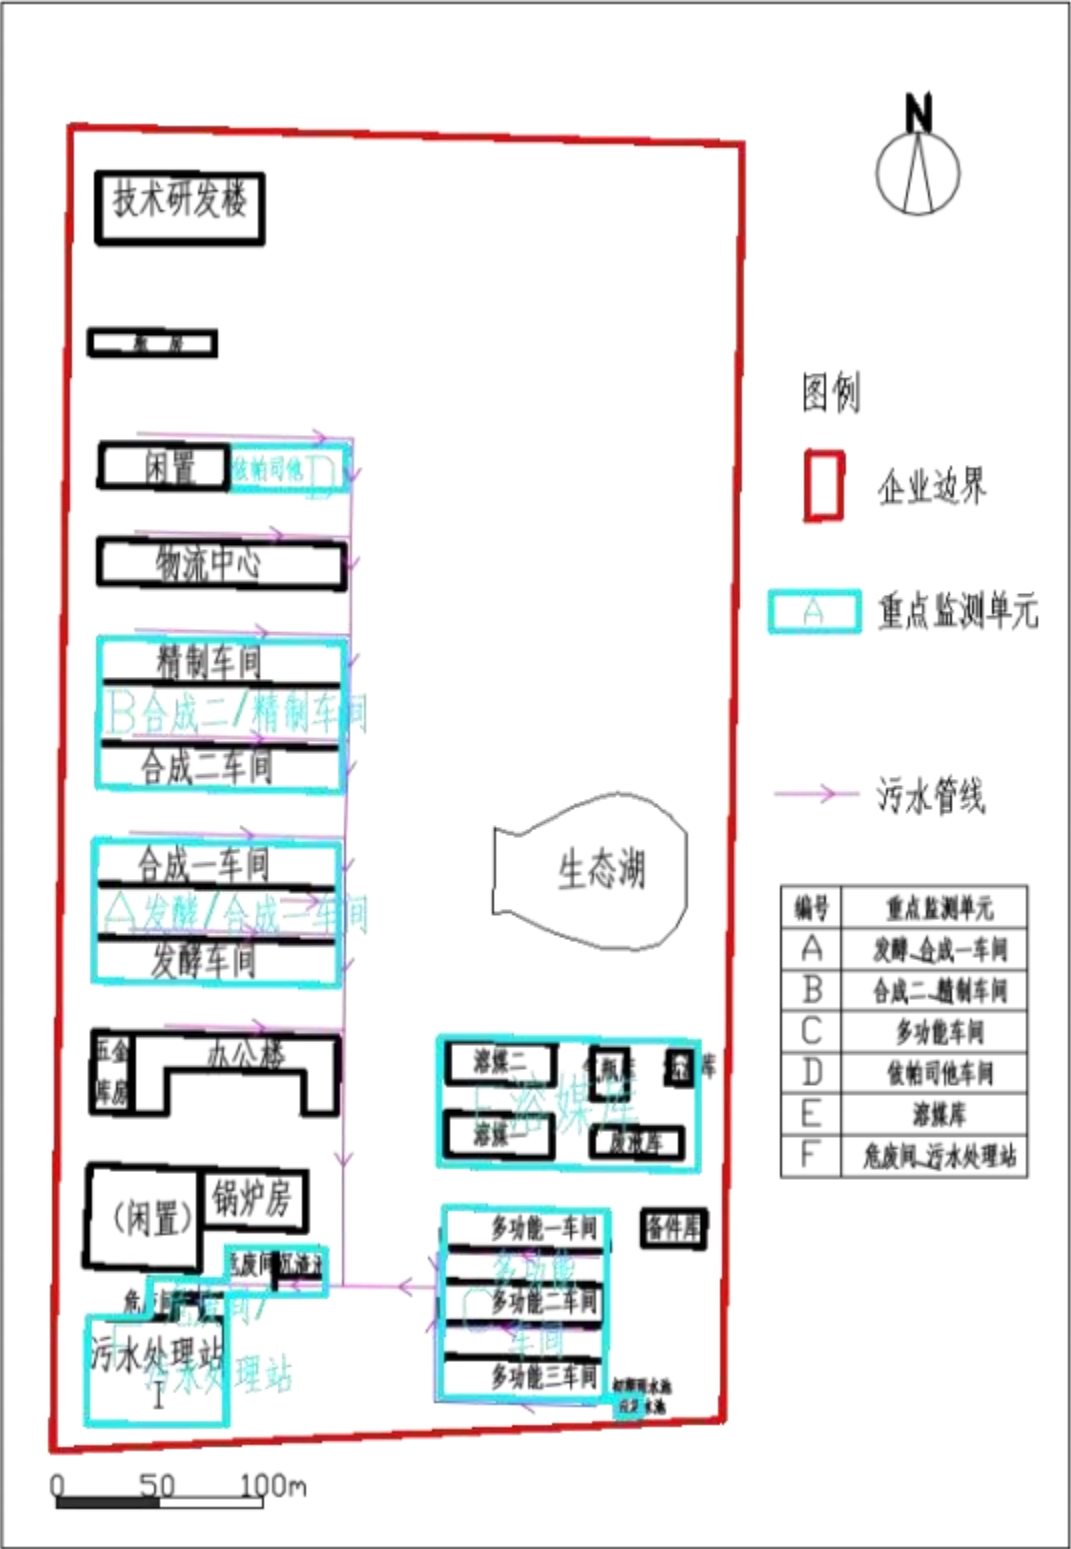 N
技术研发楼
图例
闲置
依帕司他 D
企业边界
物流中心
A
重点监测单元
精制车间
B合成二/精制车间
合成二车间
污水管线
合成一车间
生态湖
A发酵/合成一车间
发酵车间
编号 重点监测单元
A 发酵、合成一车间
B 合成二、精制车间
C 多功能车间
D 依帕司他车间
E 溶媒库
F 危废间、污水处理站
五金
库房
办公楼
溶媒二
E溶媒库
溶媒一
废液库
(闲置)
锅炉房
多功能一车间
备件库
危废间
多功能
C
多功能二车间
车间
危废间/
污水处理站
污水处理站
I
多功能三车间
0 50 100m